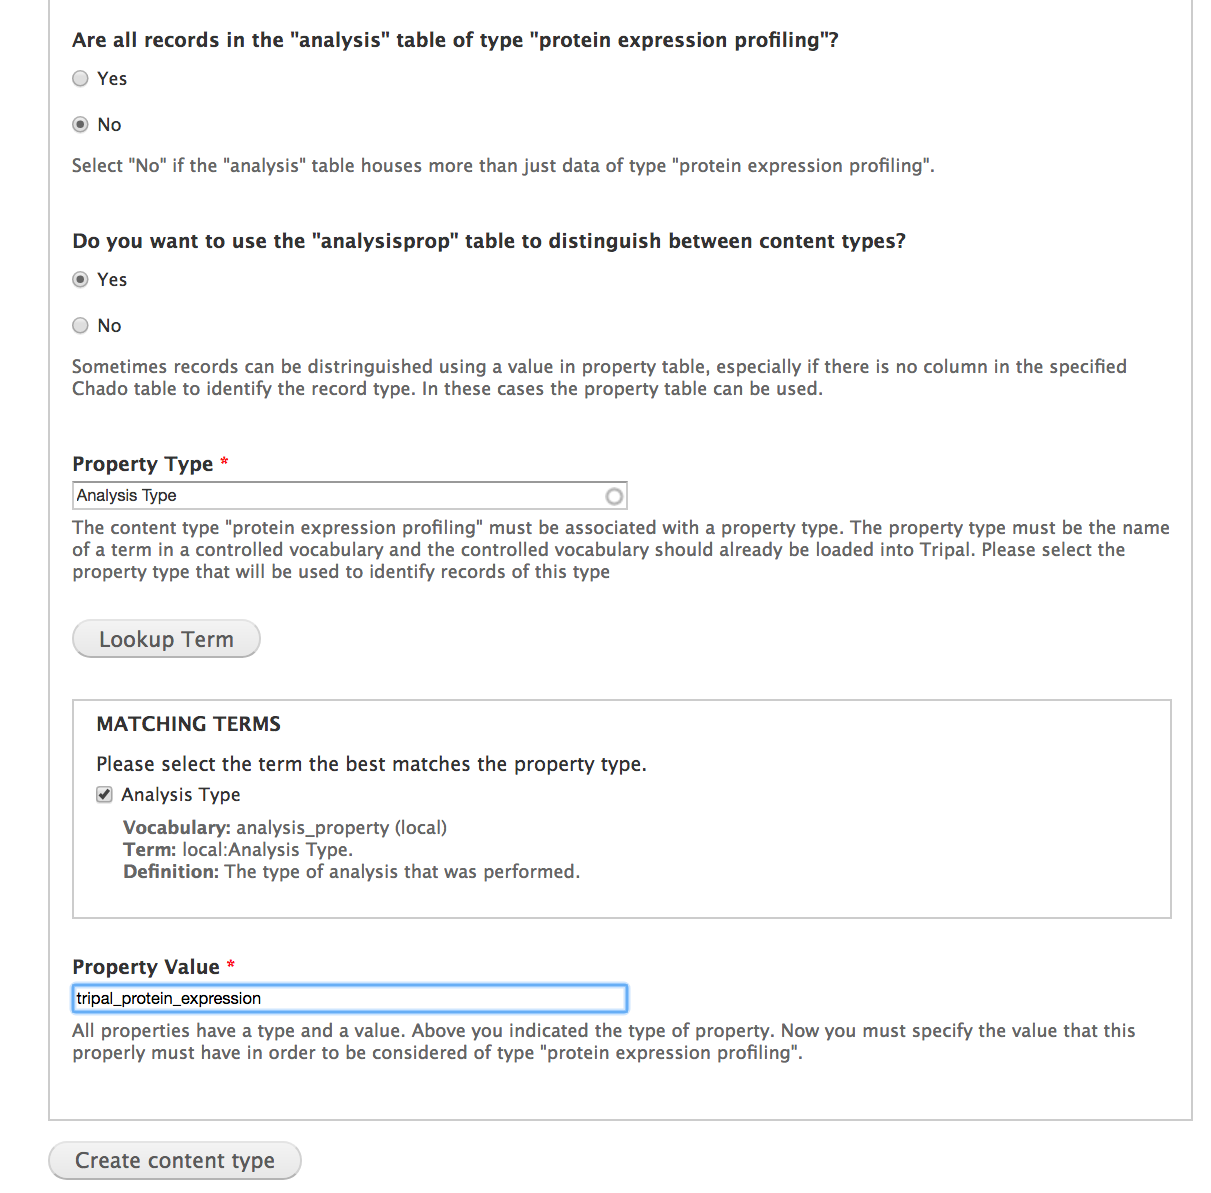 Are all records in the "analysis" table of type "protein expression profiling"?
Yes
No
Select "No" if the "analysis" table houses more than just data of type "protein expression profiling".
Do you want to use the "analysisprop" table to distinguish between content types?
Yes
No
Sometimes records can be distringuished using a value in property table, especially if there is no column in the specified
Chado table to identify the record type. In these cases the property table can be used.
Property Type *
Analysis Type
The content type "protein expression profiling" must be associated with a property type. The property type must be the name
of a term in a controlled vocabulary and the controlled vocabulary should already be loaded into Tripal. Please select the
property type that will be used to identify records of this type
Lookup Term
MATCHING TERMS
Please select the term the best matches the property type.
Analysis Type
Vocabulary: analysis_property (local)
Term: local:Analysis Type.
Definition: The type of analysis that was performed.
Property Value *
tripal_protein_expression
All properties have a type and a value. Above you indicated the type of property. Now you must specify the value that this
properly must have in order to be considered of type "protein expression profiling".
Create content type